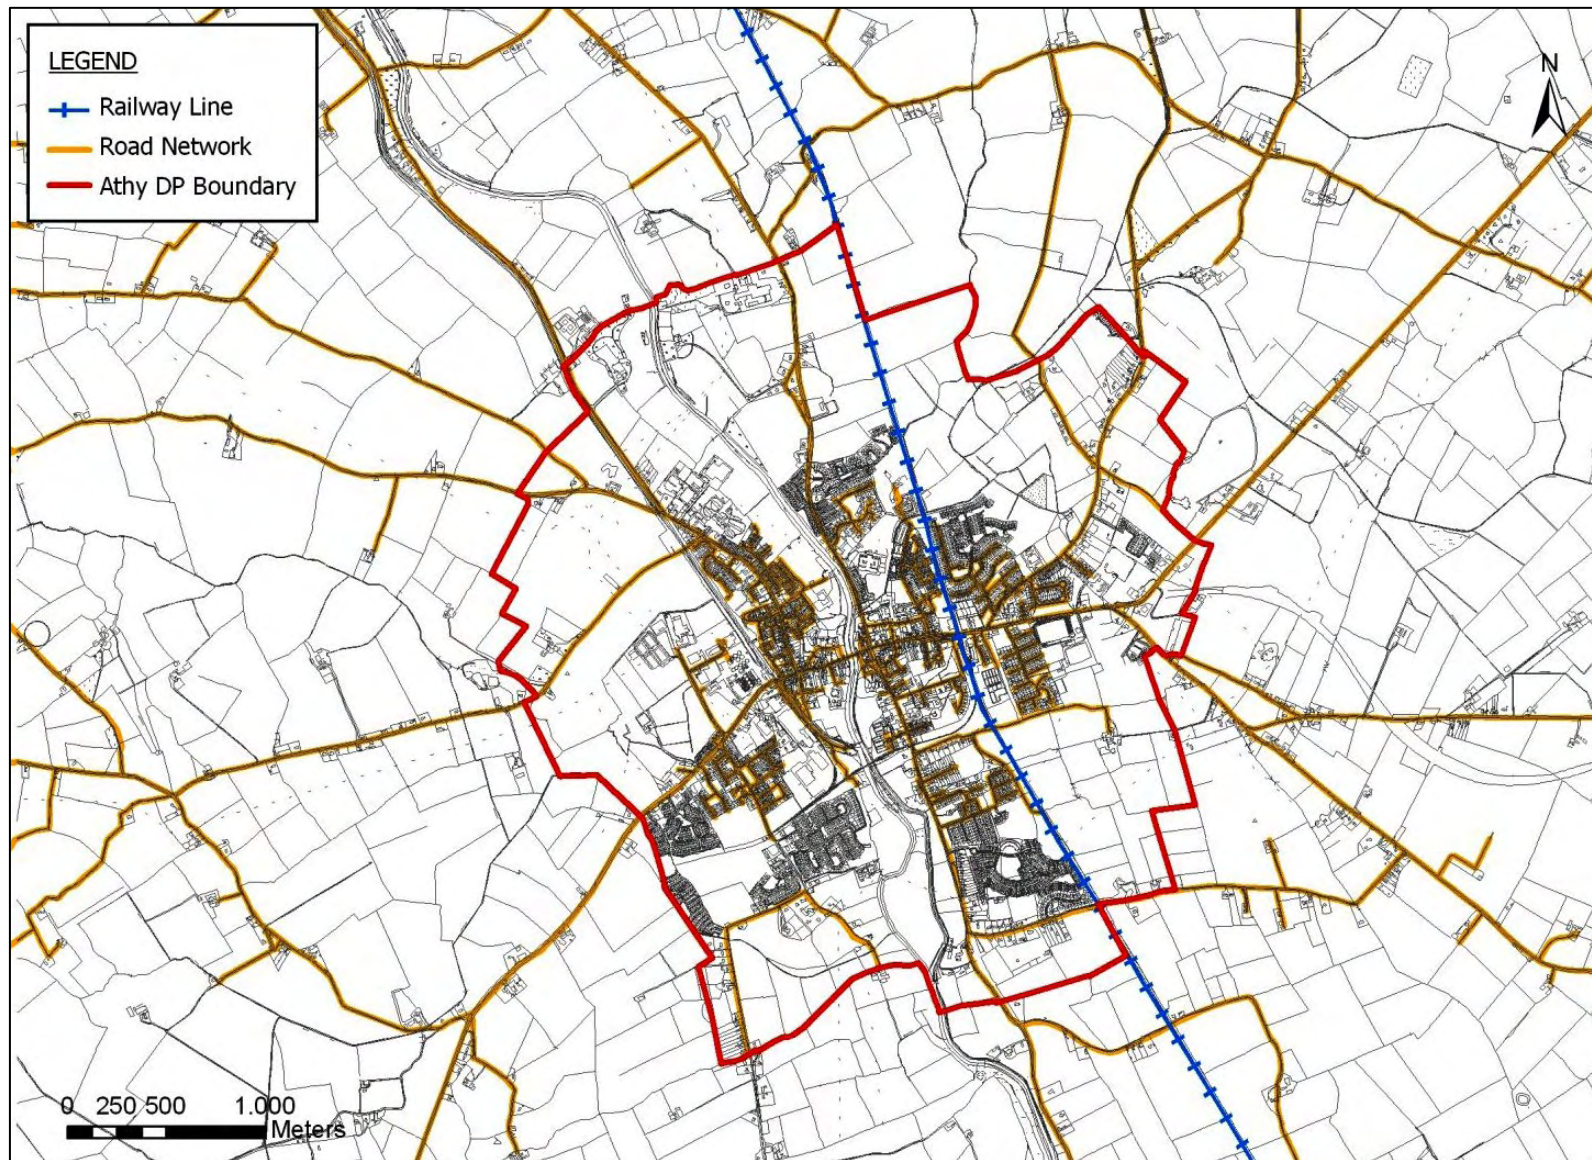 LEGEND
Railway Line
Road Network
Athy DP Boundary
N
0 250 500 1.000
Meters